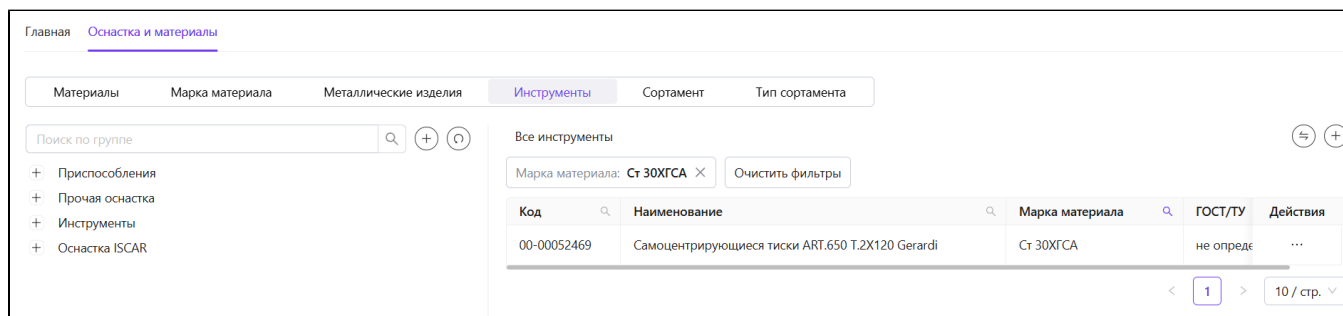 Главная Оснастка и материалы
Материалы Марка материала Металлические изделия Инструменты Сортамент Тип сортамента
Поиск по группе
Приспособления
Прочая оснастка
Инструменты
Оснастка ISCAR
Все инструменты
Марка материала: Ст 30ХГСА Очистить фильтры
Код Наименование Марка материала ГОСТ/ТУ Действия
00-00052469 Самоцентрирующиеся тиски ART.650 T.2X120 Gerardi Ст 30ХГСА не опреде ...
< 1 > 10 / стр.